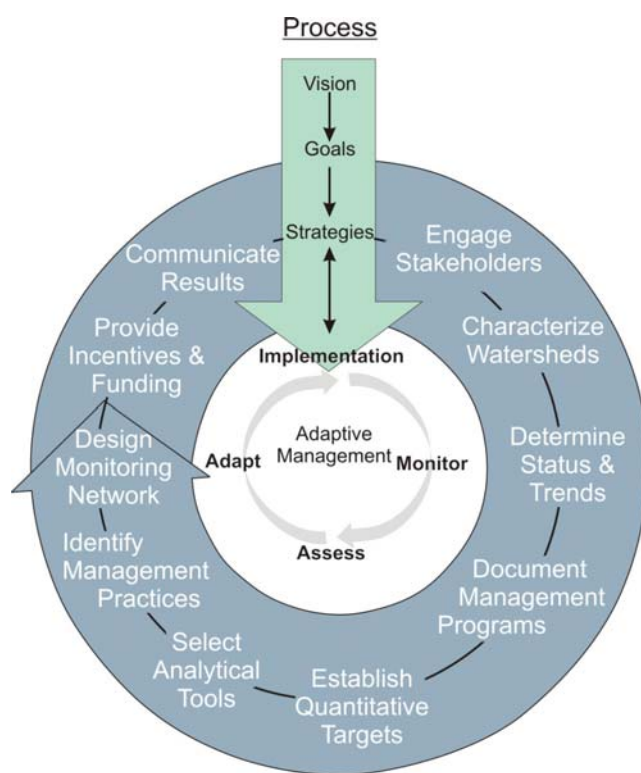 Process
Vision
Goals
Strategies
Implementation
Engage
Stakeholders
Characterize
Watersheds
Determine
Status &
Trends
Document
Management
Programs
Establish
Quantitative
Targets
Select
Analytical
Tools
Identify
Management
Practices
Design
Monitoring
Network
Provide
Incentives &
Funding
Communicate
Results
Adaptive
Management
Monitor
Assess
Adapt